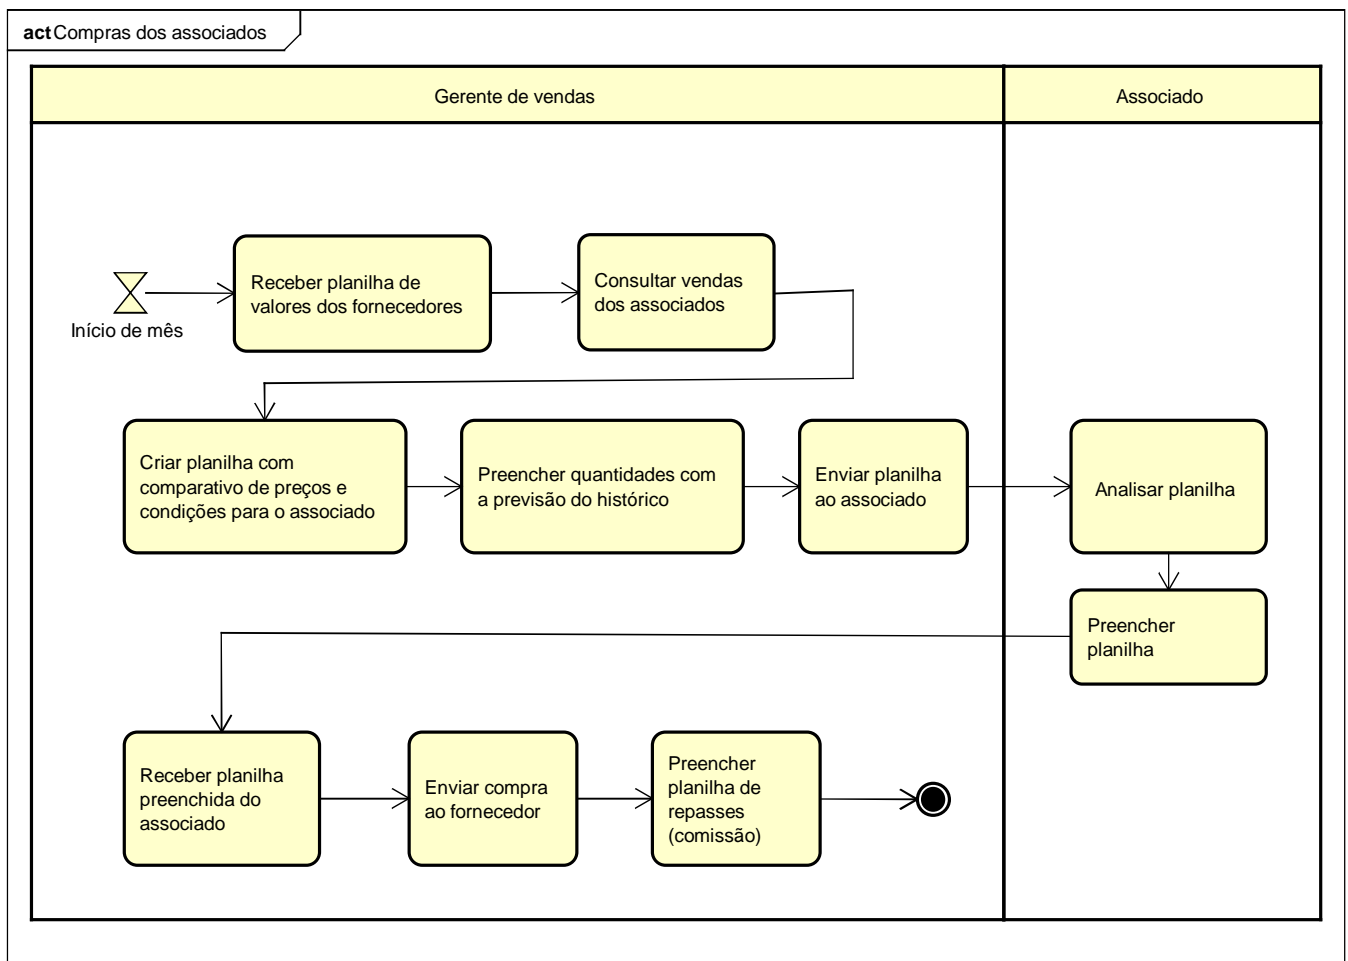 act Compras dos associados
Gerente de vendas
Associado
Início de mês
Receber planilha de
valores dos fornecedores
Consultar vendas
dos associados
Criar planilha com
comparativo de preços e
condições para o associado
Preencher quantidades com
a previsão do histórico
Enviar planilha
ao associado
Analisar planilha
Preencher
planilha
Receber planilha
preenchida do
associado
Enviar compra
ao fornecedor
Preencher
planilha de
repasses
(comissão)